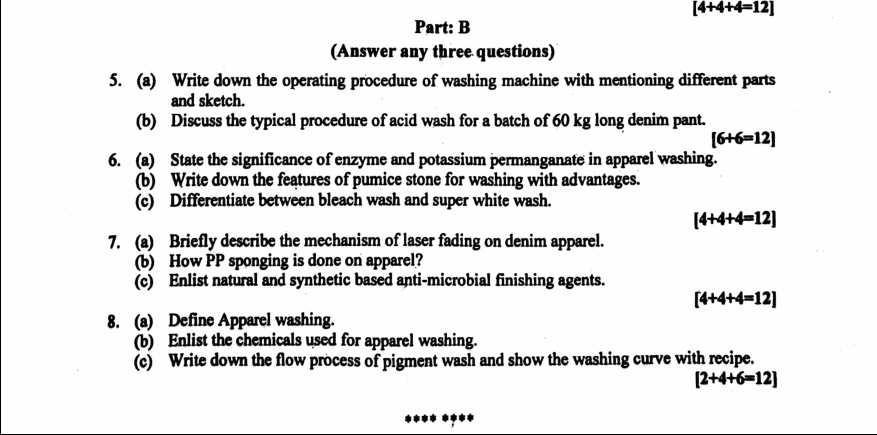 [4+4+4=12]
Part: B
(Answer any three questions)
5. (a) Write down the operating procedure of washing machine with mentioning different parts
and sketch.
(b) Discuss the typical procedure of acid wash for a batch of 60 kg long denim pant.
[6+6=12]
6. (a) State the significance of enzyme and potassium permanganate in apparel washing.
(b) Write down the features of pumice stone for washing with advantages.
(c) Differentiate between bleach wash and super white wash.
[4+4+4=12]
7. (a) Briefly describe the mechanism of laser fading on denim apparel.
(b) How PP sponging is done on apparel?
(c) Enlist natural and synthetic based anti-microbial finishing agents.
[4+4+4=12]
8. (a) Define Apparel washing.
(b) Enlist the chemicals used for apparel washing.
(c) Write down the flow process of pigment wash and show the washing curve with recipe.
[2+4+6=12]
**** ****